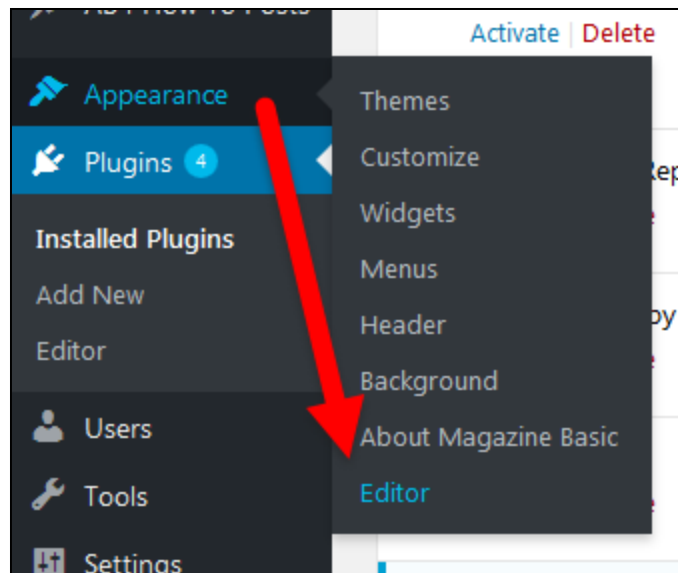 Activate | Delete
Appearance
Plugins 4
Installed Plugins
Add New
Editor
Users
Tools
Settings
Themes
Customize
Widgets
Menus
Header
Background
About Magazine Basic
Editor